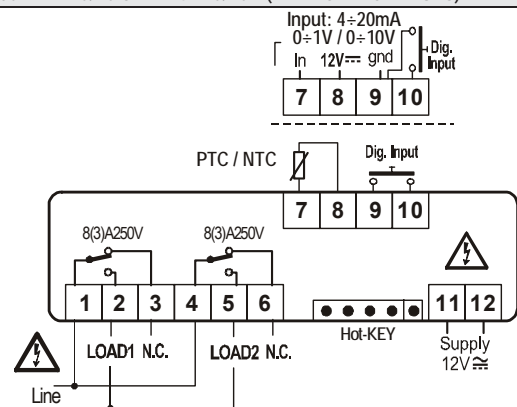 Input: 4÷20mA
0÷1V / 0÷10V
In 12V gnd
Dig.
Input
7 8 9 10
PTC / NTC
Dig. Input
7 8 9 10
8(3)A250V 8(3)A250V
1 2 3 4 5 6
11 12
LOAD1 N.C. LOAD2 N.C.
Hot-KEY
Supply
12V
Line